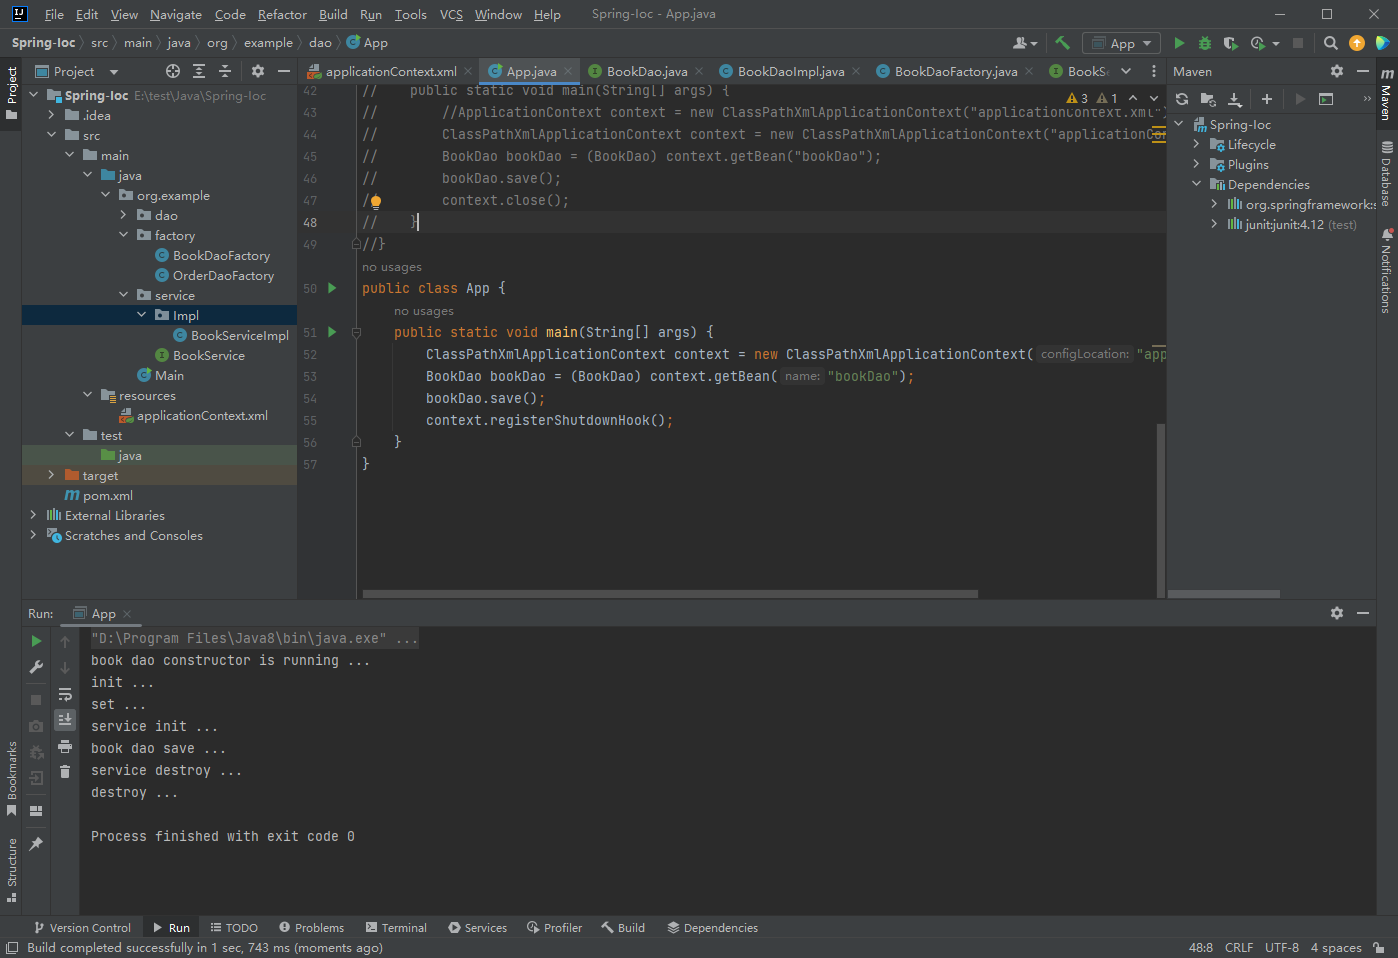 File Edit View Navigate Code Refactor Build Run Tools VCS Window Help Spring-Ioc - App.java
Spring-Ioc src main java org example dao App
App
Project
applicationContext.xml App.java BookDao.java BookDaoImpl.java BookDaoFactory.java BookSe
Maven
Project
Spring-Ioc E:\test\Java\Spring-Ioc
.idea
src
main
java
org.example
dao
factory
BookDaoFactory
OrderDaoFactory
service
Impl
BookServiceImpl
BookService
Main
resources
applicationContext.xml
test
java
target
pom.xml
External Libraries
Scratches and Consoles
3 1
42 // public static void main(String[] args) {
43 // //ApplicationContext context = new ClassPathXmlApplicationContext("applicationContext.xml")
44 // ClassPathXmlApplicationContext context = new ClassPathXmlApplicationContext("applicationCo
45 // BookDao bookDao = (BookDao) context.getBean("bookDao");
46 // bookDao.save();
47 / context.close();
48 // }
49 //}
no usages
50 public class App {
no usages
51 public static void main(String[] args) {
52 ClassPathXmlApplicationContext context = new ClassPathXmlApplicationContext( configLocation: "app
53 BookDao bookDao = (BookDao) context.getBean( name: "bookDao");
54 bookDao.save();
55 context.registerShutdownHook();
56 }
57 }
Spring-Ioc
Lifecycle
Plugins
Dependencies
org.springframework:s
junit:junit:4.12 (test)
Maven
Database
Notifications
Run: App
"D:\Program Files\Java8\bin\java.exe" ...
book dao constructor is running ...
init ...
set ...
service init ...
book dao save ...
service destroy ...
destroy ...
Process finished with exit code 0
Bookmarks
Structure
Version Control Run TODO Problems Terminal Services Profiler Build Dependencies
Build completed successfully in 1 sec, 743 ms (moments ago) 48:8 CRLF UTF-8 4 spaces